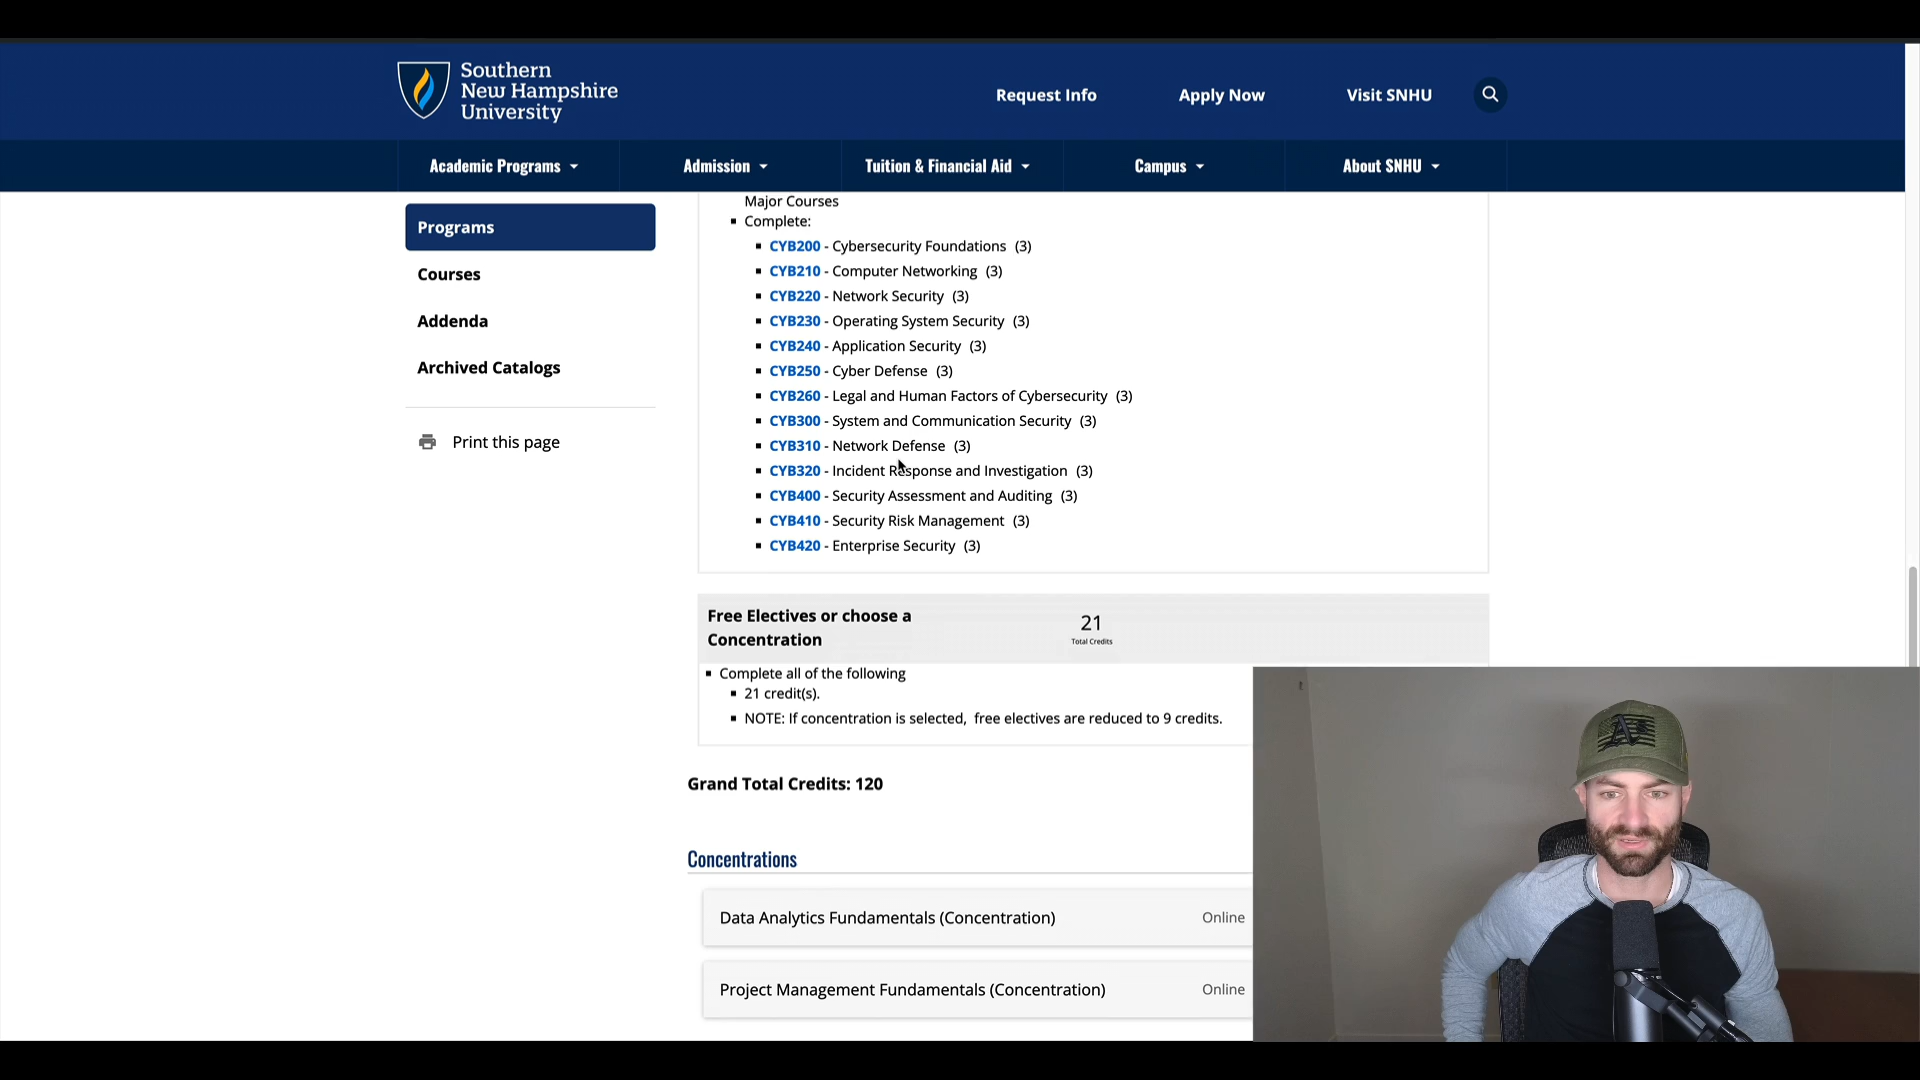 Southern
New Hampshire
University
Request Info
Apply Now
Visit SNHU
Academic Programs
Admission
Tuition & Financial Aid
Campus
About SNHU
Programs
Courses
Addenda
Archived Catalogs
Print this page
Major Courses
Complete:
CYB200 - Cybersecurity Foundations (3)
CYB210 - Computer Networking (3)
CYB220 - Network Security (3)
CYB230 - Operating System Security (3)
CYB240 - Application Security (3)
CYB250 - Cyber Defense (3)
CYB260 - Legal and Human Factors of Cybersecurity (3)
CYB300 - System and Communication Security (3)
CYB310 - Network Defense (3)
CYB320 - Incident Response and Investigation (3)
CYB400 - Security Assessment and Auditing (3)
CYB410 - Security Risk Management (3)
CYB420 - Enterprise Security (3)
Free Electives or choose a
Concentration
21
Total Credits
Complete all of the following
21 credit(s).
NOTE: If concentration is selected, free electives are reduced to 9 credits.
Grand Total Credits: 120
Concentrations
Data Analytics Fundamentals (Concentration) Online
Project Management Fundamentals (Concentration) Online